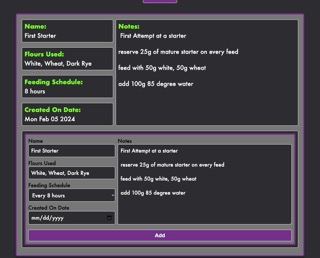 Name:
First Starter
Flours Used:
White, Wheat, Dark Rye
Feeding Schedule
8 hours
Created On Date:
Mon Feb 05 2024
Notes:
First Attempt at a starter
reserve 25g of mature starter on every feed
feed with 50g white, 50g wheat
add 100g 85 degree water
Name
First Starter
Flours Used
White, Wheat, Dark Rye
Feeding Schedule
Every 8 hours
Created On Date
mm/dd/yyyy
Notes
First Attempt at a starter
reserve 25g of mature starter on every feed
feed with 50g white, 50g wheat
add 100g 85 degree water
Add